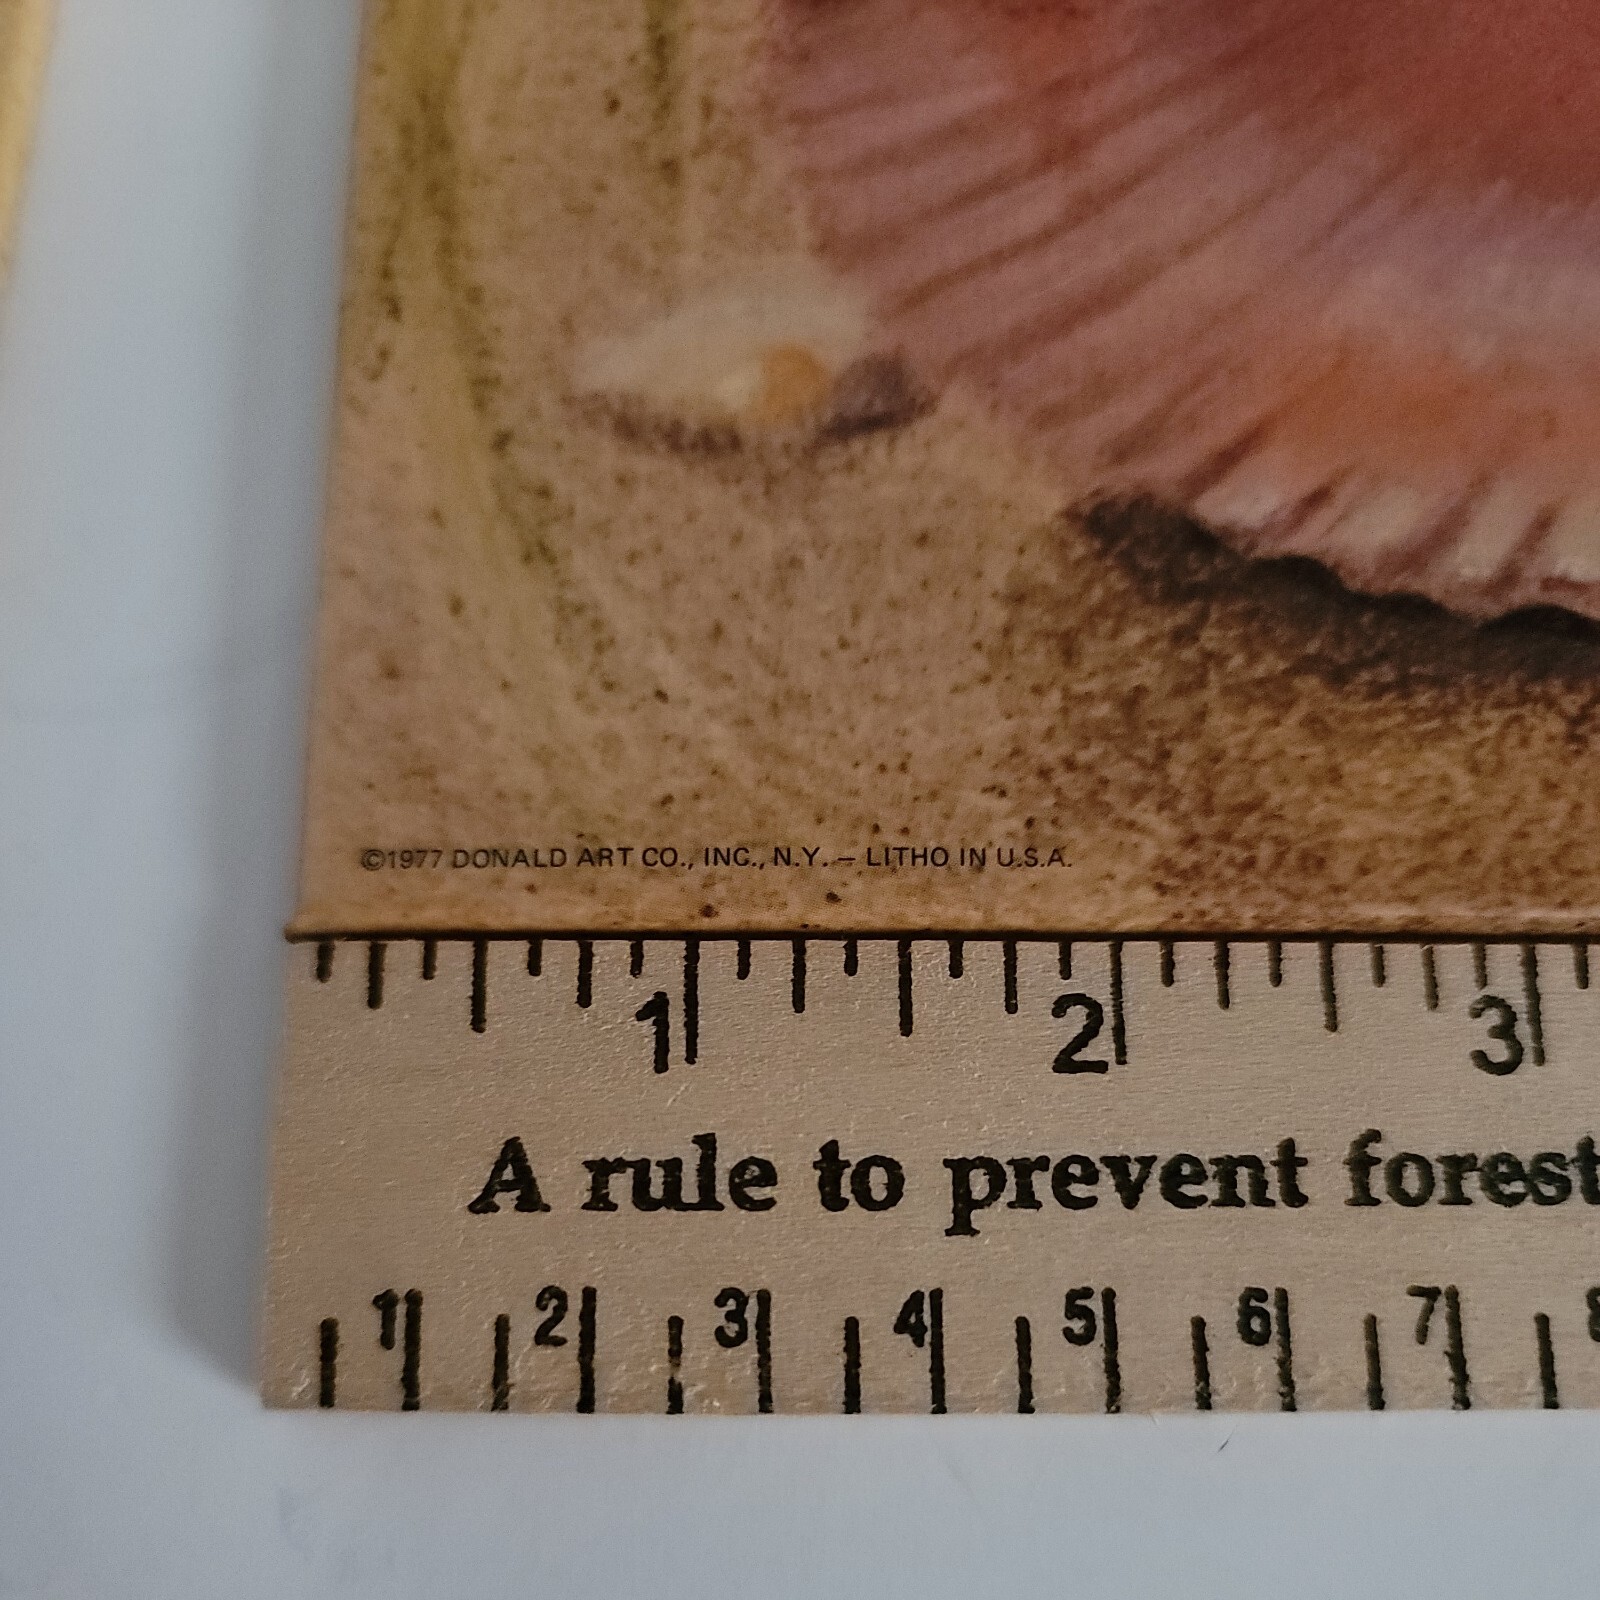 ©1977 DONALD ART CO., INC., N.Y. – LITHO IN U.S.A.
1 2 3
A rule to prevent forest
1 2 3 4 5 6 7